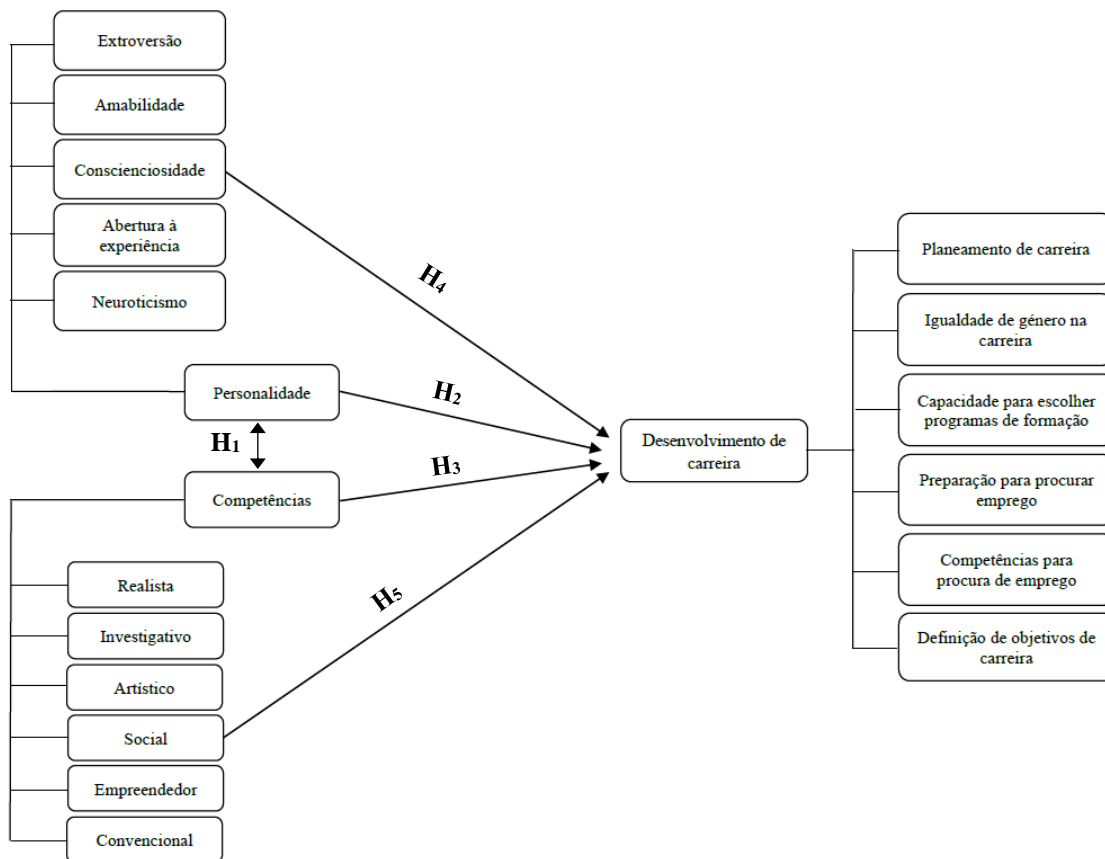 Extroversão
Amabilidade
Conscienciosidade
Abertura à
experiência
Neuroticismo
Personalidade
Competências
Realista
Investigativo
Artístico
Social
Empreendedor
Convencional
H4
H2
H1
H3
H5
Desenvolvimento de
carreira
Planeamento de carreira
Igualdade de género na
carreira
Capacidade para escolher
programas de formação
Preparação para procurar
emprego
Competências para
procura de emprego
Definição de objetivos de
carreira